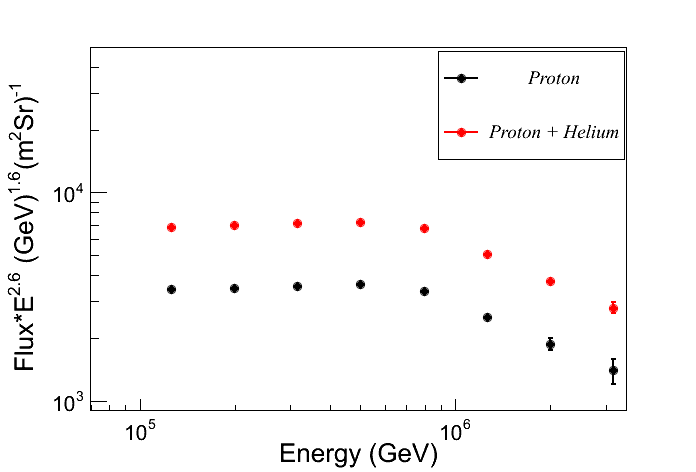 Proton
Proton + Helium
Flux*E^2.6 (GeV)^1.6(m^2Sr)^-1
10^4
10^3
10^5
10^6
Energy (GeV)